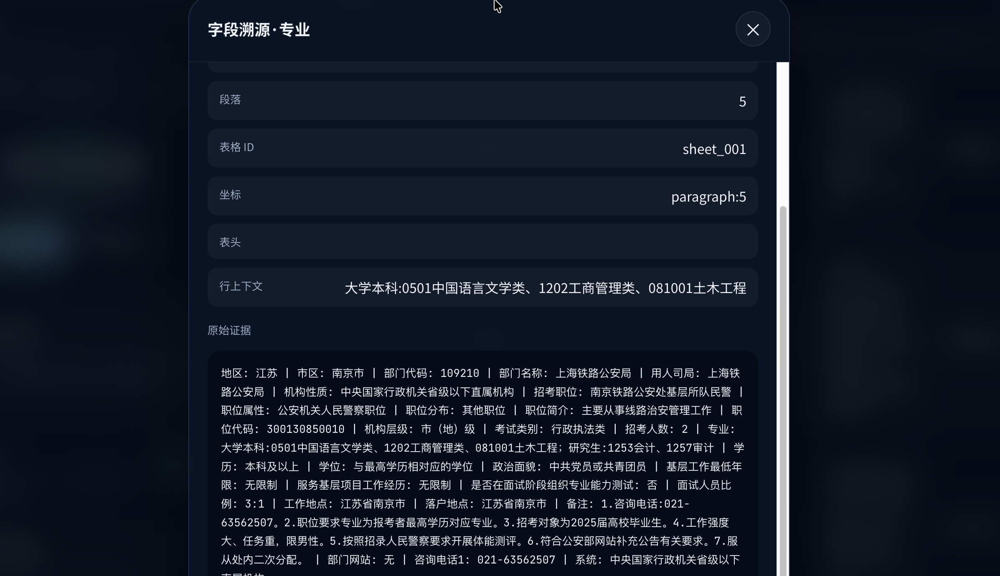 字段溯源·专业
段落 5
表格 ID sheet_001
坐标 paragraph:5
表头
行上下文 大学本科:0501中国语言文学类、1202工商管理类、081001土木工程
原始证据
地区: 江苏 | 市区: 南京市 | 部门代码: 109210 | 部门名称: 上海铁路公安局 | 用人司局: 上海铁
路公安局 | 机构性质: 中央国家行政机关省级以下直属机构 | 招考职位: 南京铁路公安处基层所队民警 |
职位属性: 公安机关人民警察职位 | 职位分布: 其他职位 | 职位简介: 主要从事线路治安管理工作 | 职
位代码: 300130850010 | 机构层级: 市（地）级 | 考试类别: 行政执法类 | 招考人数: 2 | 专业:
大学本科:0501中国语言文学类、1202工商管理类、081001土木工程；研究生:1253会计、1257审计 | 学
历: 本科及以上 | 学位: 与最高学历相对应的学位 | 政治面貌: 中共党员或共青团员 | 基层工作最低年
限: 无限制 | 服务基层项目工作经历: 无限制 | 是否在面试阶段组织专业能力测试: 否 | 面试人员比
例: 3:1 | 工作地点: 江苏省南京市 | 落户地点: 江苏省南京市 | 备注: 1.咨询电话:021-
63562507。2.职位要求专业为报考者最高学历对应专业。3.招考对象为2025届高校毕业生。4.工作强度
大、任务重，限男性。5.按照招录人民警察要求开展体能测评。6.符合公安部网站补充公告有关要求。7.服
从处内二次分配。 | 部门网站: 无 | 咨询电话1: 021-63562507 | 系统: 中央国家行政机关省级以下